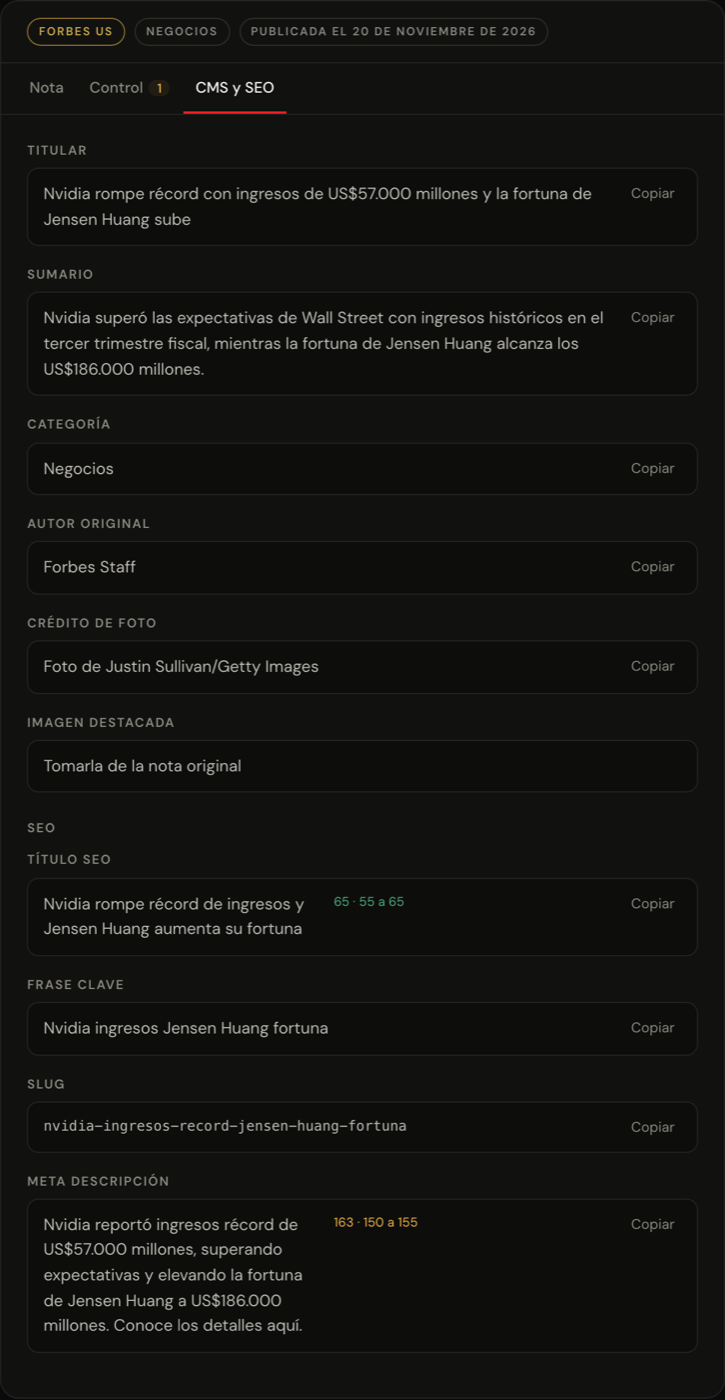 FORBES US
NEGOCIOS
PUBLICADA EL 20 DE NOVIEMBRE DE 2026
Nota
Control 1
CMS y SEO
TITULAR
Nvidia rompe récord con ingresos de US$57.000 millones y la fortuna de
Jensen Huang sube
Copiar
SUMARIO
Nvidia superó las expectativas de Wall Street con ingresos históricos en el
tercer trimestre fiscal, mientras la fortuna de Jensen Huang alcanza los
US$186.000 millones.
Copiar
CATEGORÍA
Negocios
Copiar
AUTOR ORIGINAL
Forbes Staff
Copiar
CRÉDITO DE FOTO
Foto de Justin Sullivan/Getty Images
Copiar
IMAGEN DESTACADA
Tomarla de la nota original
SEO
TÍTULO SEO
Nvidia rompe récord de ingresos y
Jensen Huang aumenta su fortuna
65 · 55 a 65
Copiar
FRASE CLAVE
Nvidia ingresos Jensen Huang fortuna
Copiar
SLUG
nvidia-ingresos-record-jensen-huang-fortuna
Copiar
META DESCRIPCIÓN
Nvidia reportó ingresos récord de
US$57.000 millones, superando
expectativas y elevando la fortuna
de Jensen Huang a US$186.000
millones. Conoce los detalles aquí.
163 · 150 a 155
Copiar